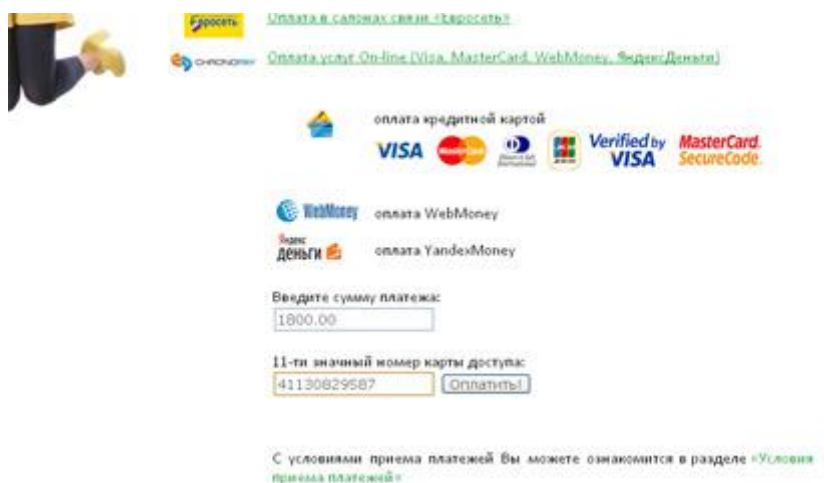 Евросеть
Оплата в салонах связи «Евросеть»
CHRONOPAY
Оплата услуг On-line (Visa, MasterCard, WebMoney, ЯндексДеньги)
оплата кредитной картой
VISA
MasterCard
Verified by
VISA
MasterCard.
SecureCode.
WebMoney
оплата WebMoney
Яндекс
деньги
оплата YandexMoney
Введите сумму платежа:
1800.00
11-ти значный номер карты доступа:
41130829587
Оплатить!
С условиями приема платежей Вы можете ознакомится в разделе «Условия
приема платежей»